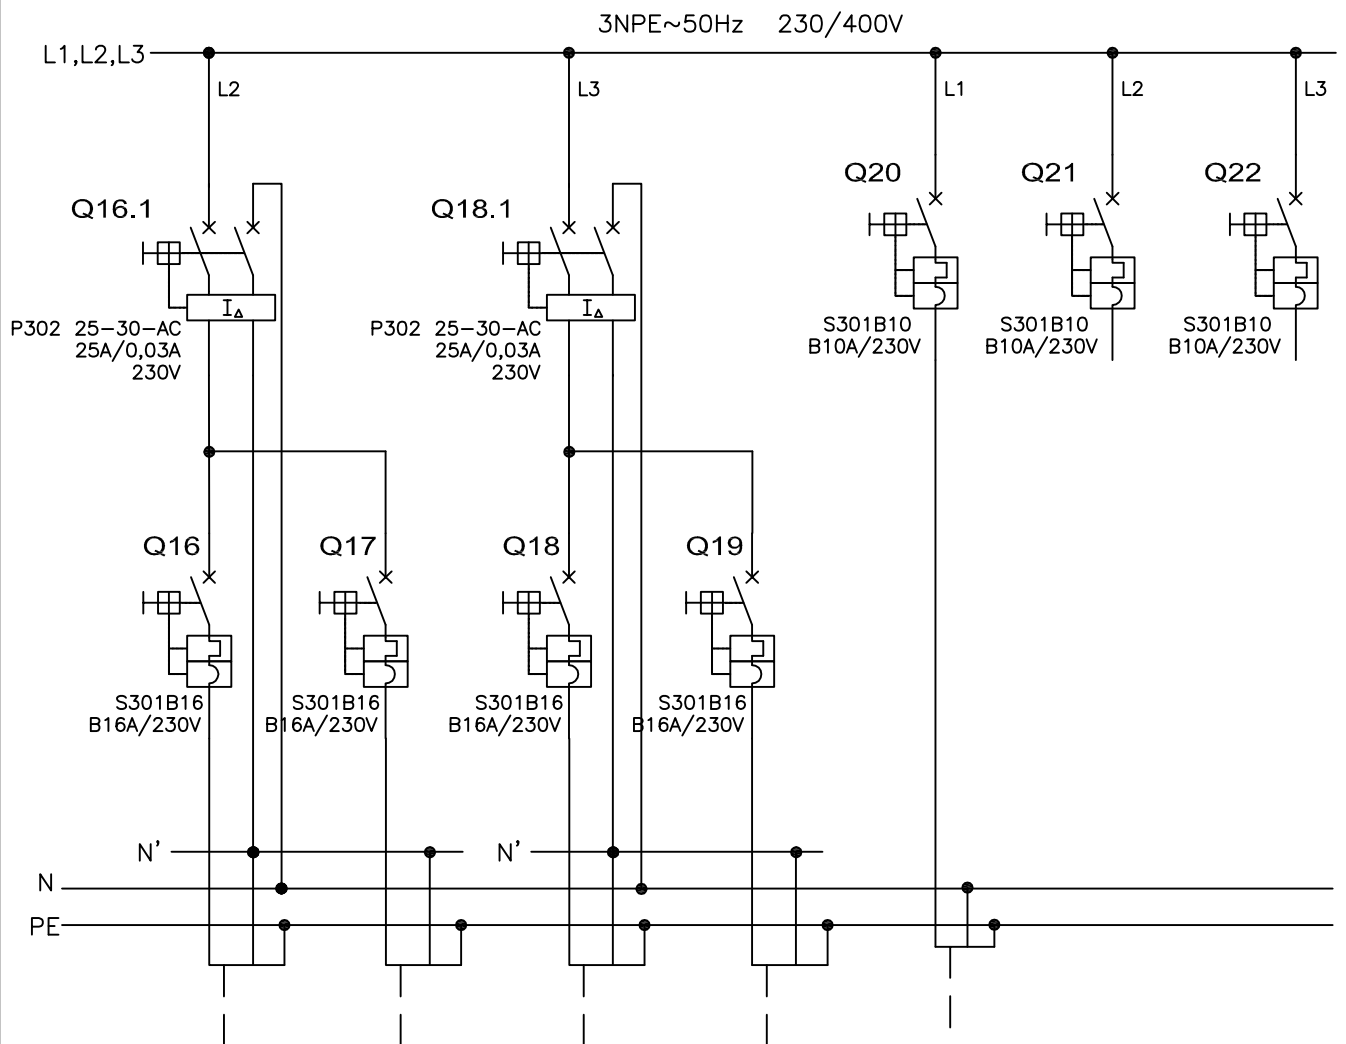 3NPE~50Hz 230/400V
L1,L2,L3
L2
L3
L1
L2
L3
Q16.1
Q18.1
Q20
Q21
Q22
P302 25-30-AC
25A/0,03A
230V
I△
P302 25-30-AC
25A/0,03A
230V
I△
S301B10
B10A/230V
S301B10
B10A/230V
S301B10
B10A/230V
Q16
Q17
Q18
Q19
S301B16
B16A/230V
S301B16
B16A/230V
S301B16
B16A/230V
S301B16
B16A/230V
N'
N'
N
PE